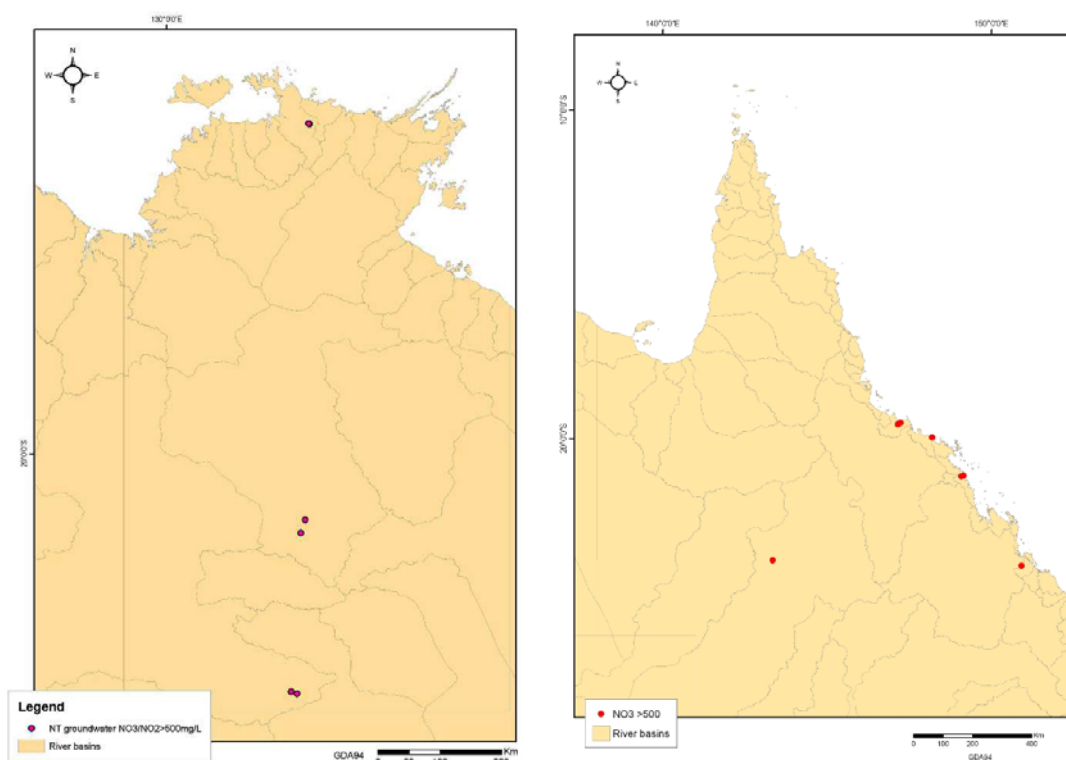 130°0'0"E
N
W E
S
20°0'0"S
Legend
NT groundwater NO3/NO2>500mg/L
River basins
GDA94
Km
140°0'0"E 150°0'0"E
N
W E
S
10°0'0"S
20°0'0"S
NO3 >500
River basins
Km
0 100 200 400
GDA94